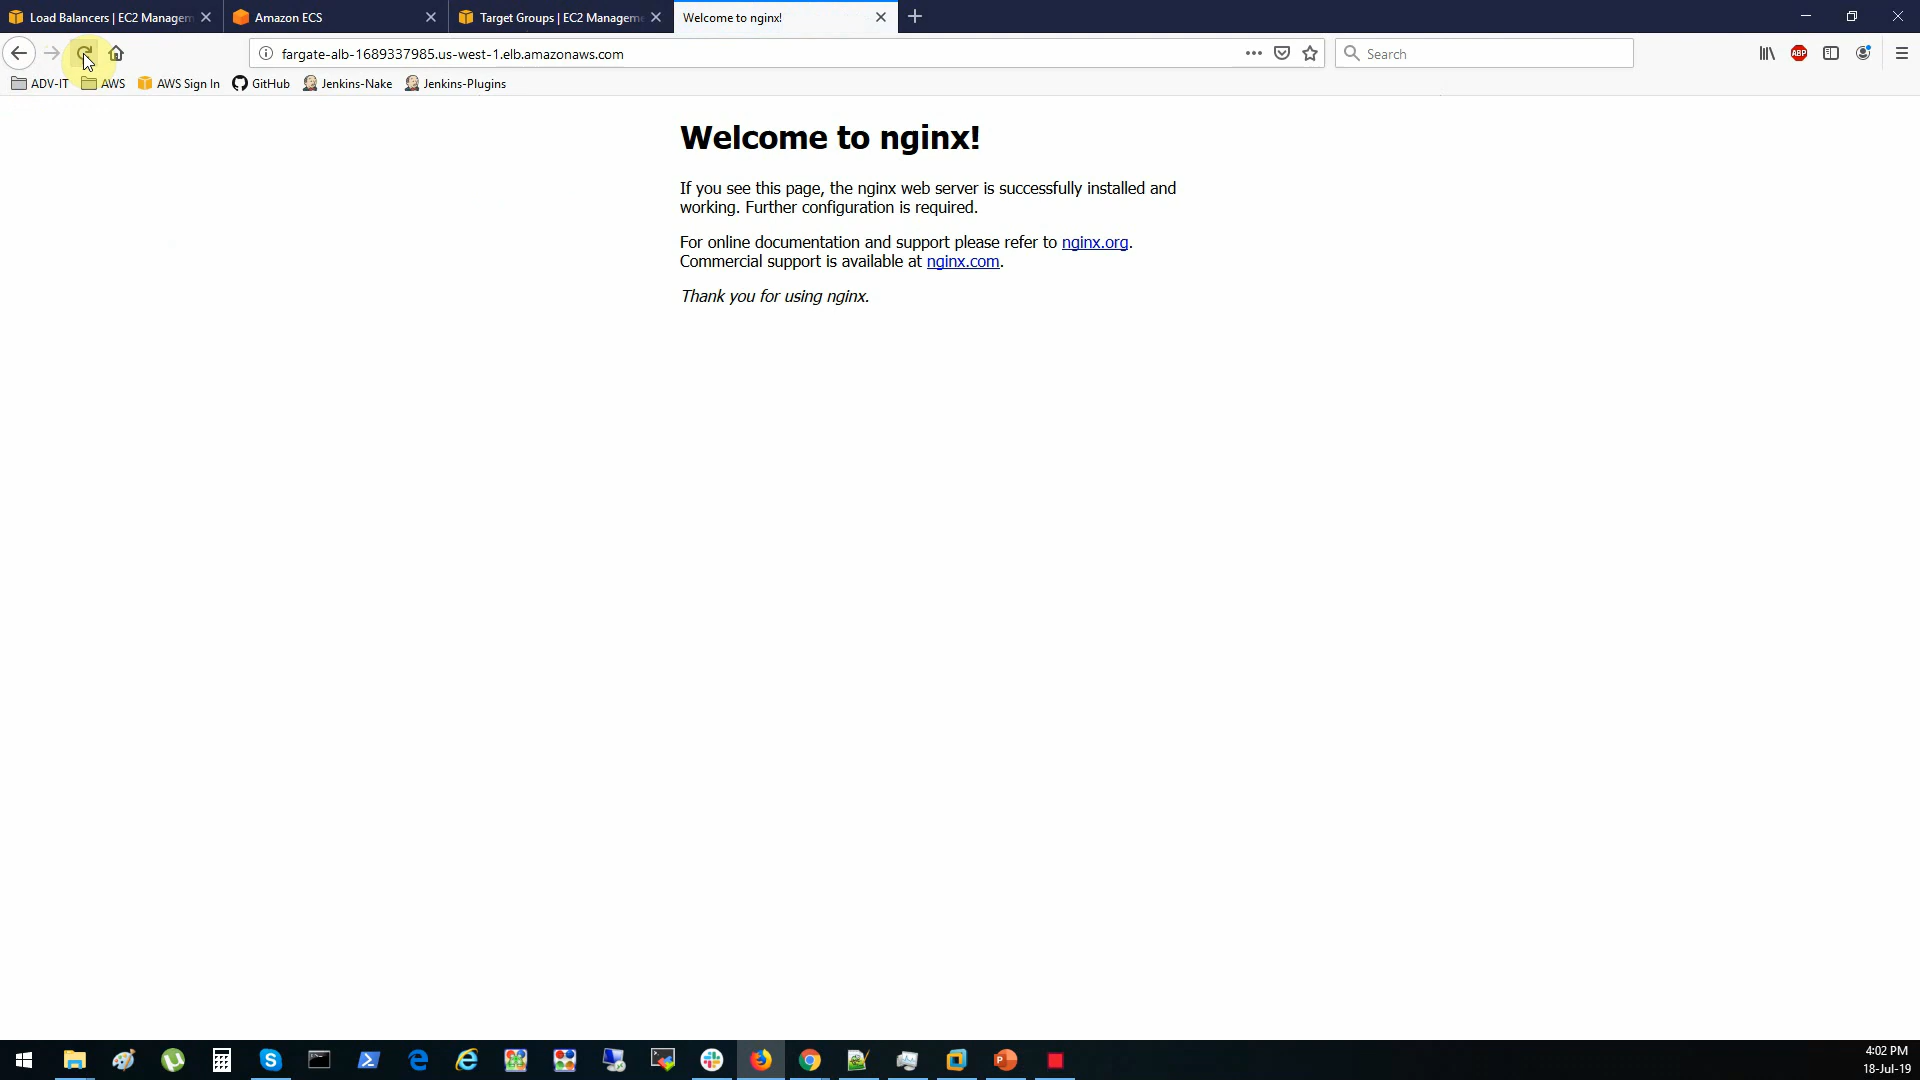 Load Balancers | EC2 Managem
Amazon ECS
Target Groups | EC2 Manageme
Welcome to nginx!
fargate-alb-1689337985.us-west-1.elb.amazonaws.com
Search
ABP
ADV-IT
AWS
AWS Sign In
GitHub
Jenkins-Nake
Jenkins-Plugins
Welcome to nginx!
If you see this page, the nginx web server is successfully installed and
working. Further configuration is required.
For online documentation and support please refer to nginx.org.
Commercial support is available at nginx.com.
Thank you for using nginx.
4:02 PM
18-Jul-19